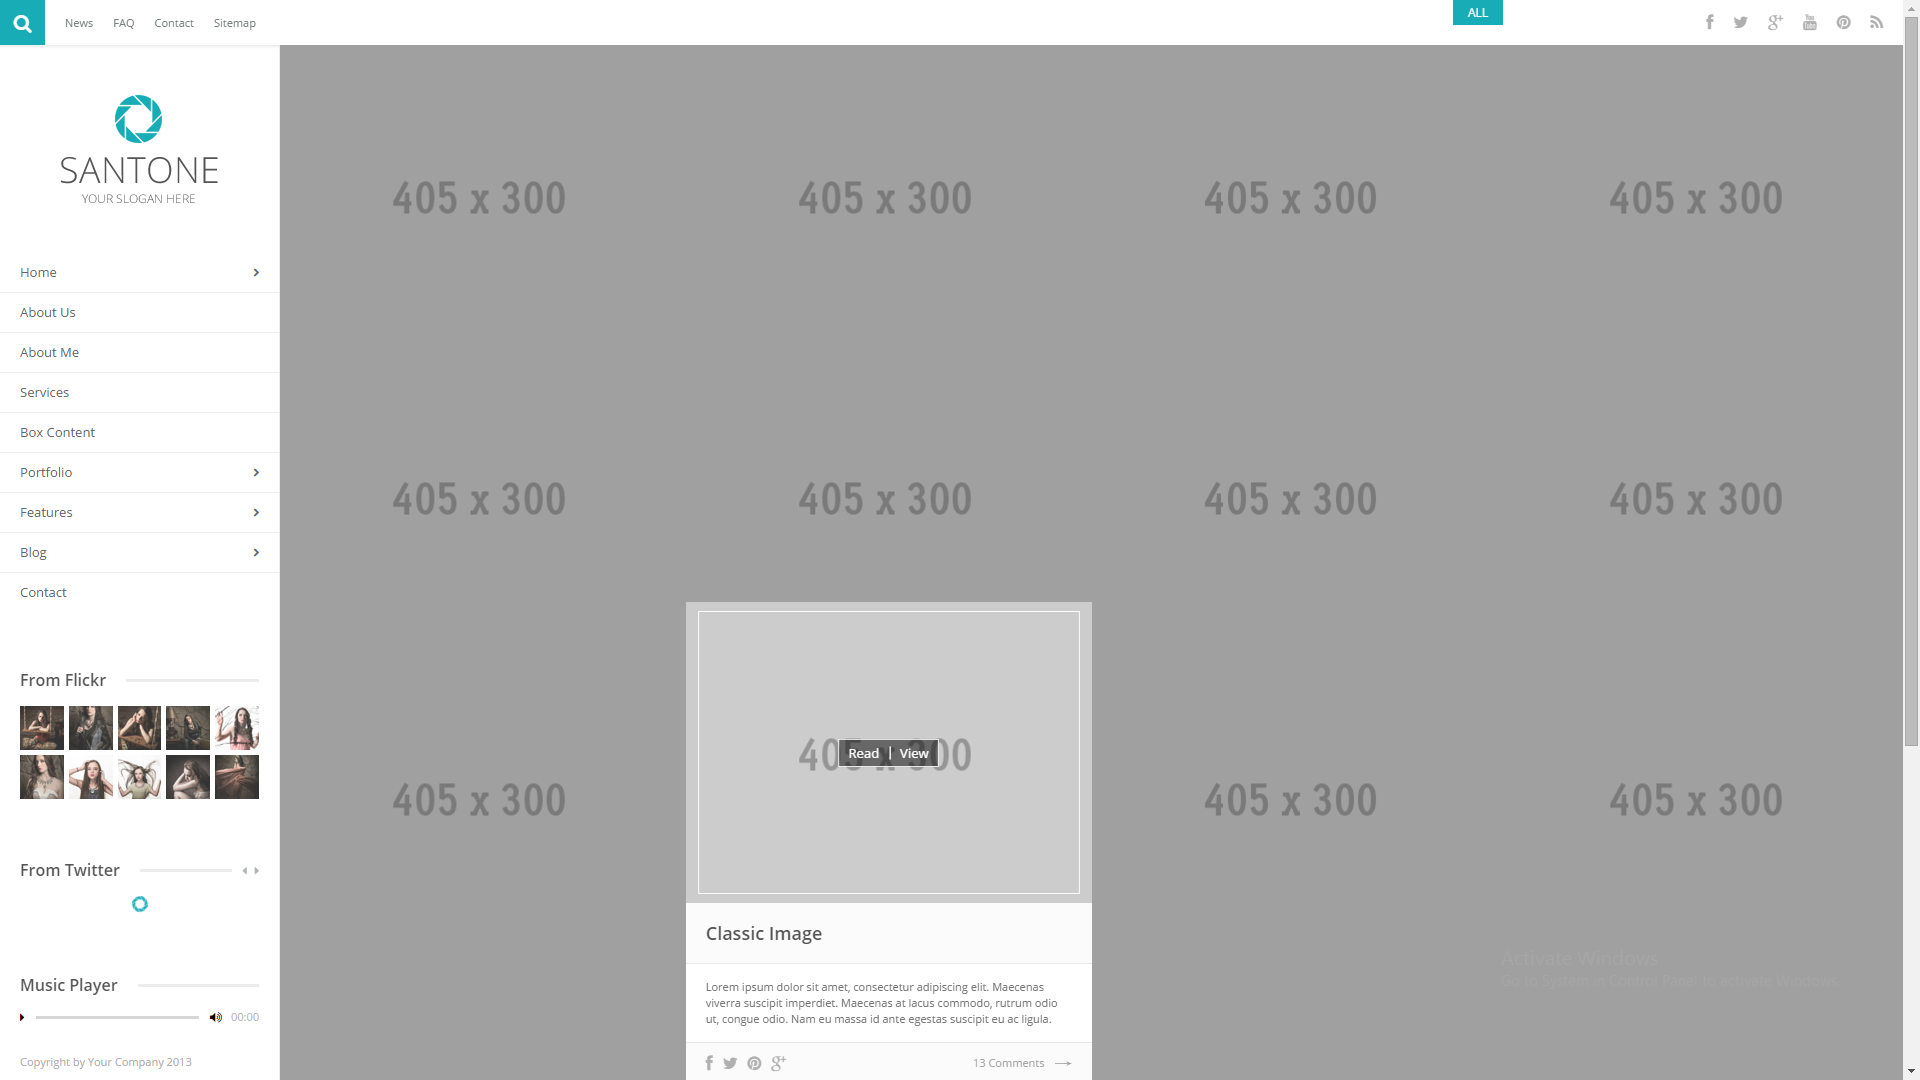 News FAQ Contact Sitemap
ALL
SANTONE
YOUR SLOGAN HERE
Home
About Us
About Me
Services
Box Content
Portfolio
Features
Blog
Contact
From Flickr
From Twitter
Music Player
00:00
Copyright by Your Company 2013
405 x 300 405 x 300 405 x 300 405 x 300
405 x 300 405 x 300 405 x 300 405 x 300
405 x 300 405 x 300 405 x 300
Read | View
Classic Image
Lorem ipsum dolor sit amet, consectetur adipiscing elit. Maecenas
viverra suscipit imperdiet. Maecenas at lacus commodo, rutrum odio
ut, congue odio. Nam eu massa id ante egestas suscipit eu ac ligula.
13 Comments
Activate Windows
Go to System in Control Panel to activate Windows.